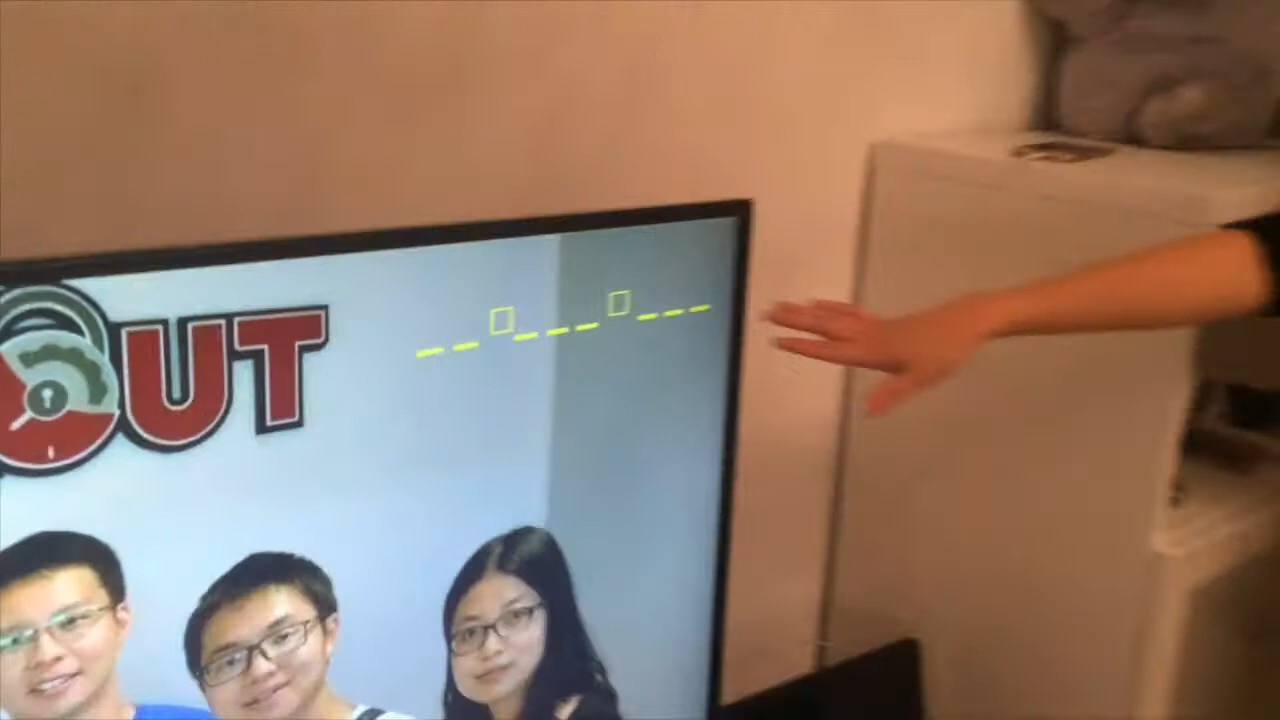 UT
_ _ □ _ _ _ □ _ _ _